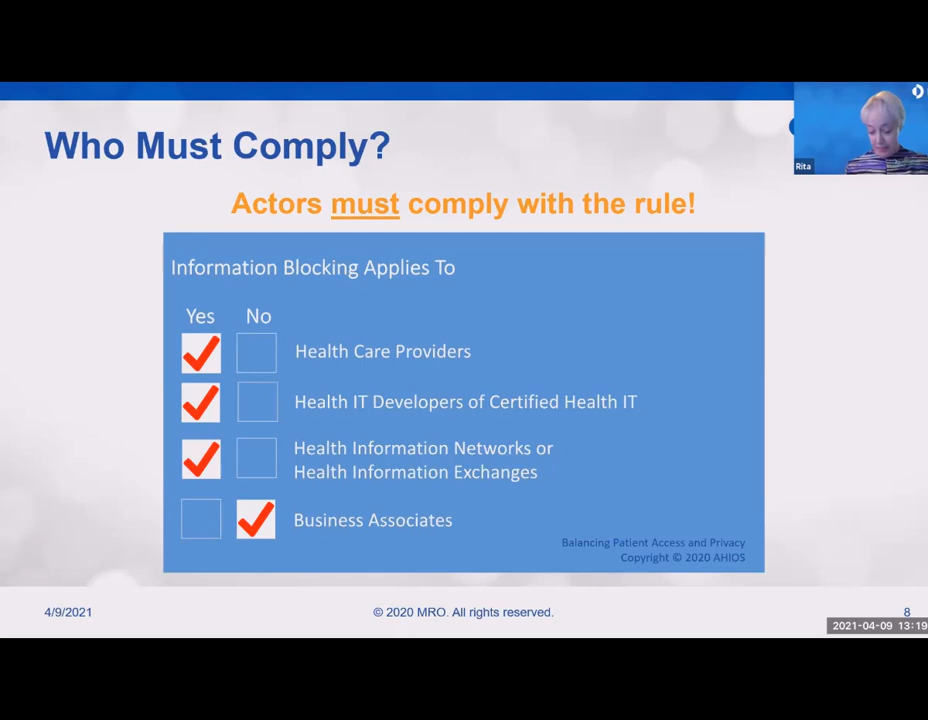 Who Must Comply?
Rita
Actors must comply with the rule!
Information Blocking Applies To
Yes No
Health Care Providers
Health IT Developers of Certified Health IT
Health Information Networks or
Health Information Exchanges
Business Associates
Balancing Patient Access and Privacy
Copyright © 2020 AHIOS
4/9/2021 © 2020 MRO. All rights reserved. 8
2021-04-09 13:19